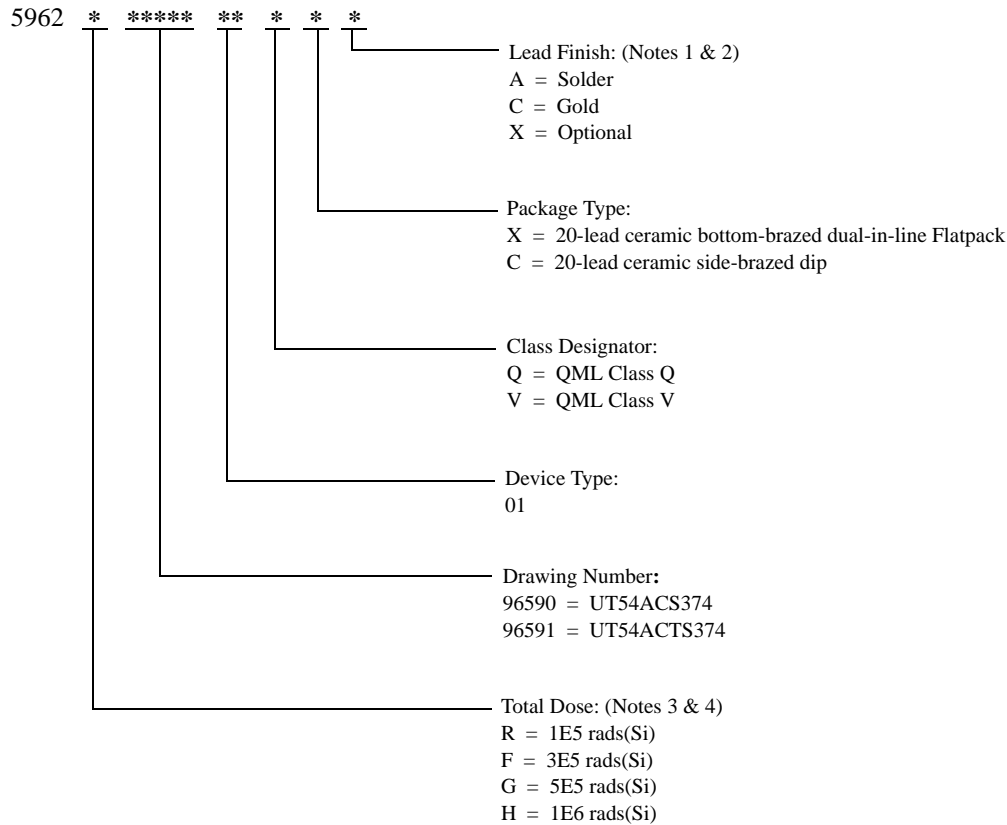 5962 * ***** ** * * *
Lead Finish: (Notes 1 & 2)
A = Solder
C = Gold
X = Optional
Package Type:
X = 20-lead ceramic bottom-brazed dual-in-line Flatpack
C = 20-lead ceramic side-brazed dip
Class Designator:
Q = QML Class Q
V = QML Class V
Device Type:
01
Drawing Number:
96590 = UT54ACS374
96591 = UT54ACTS374
Total Dose: (Notes 3 & 4)
R = 1E5 rads(Si)
F = 3E5 rads(Si)
G = 5E5 rads(Si)
H = 1E6 rads(Si)